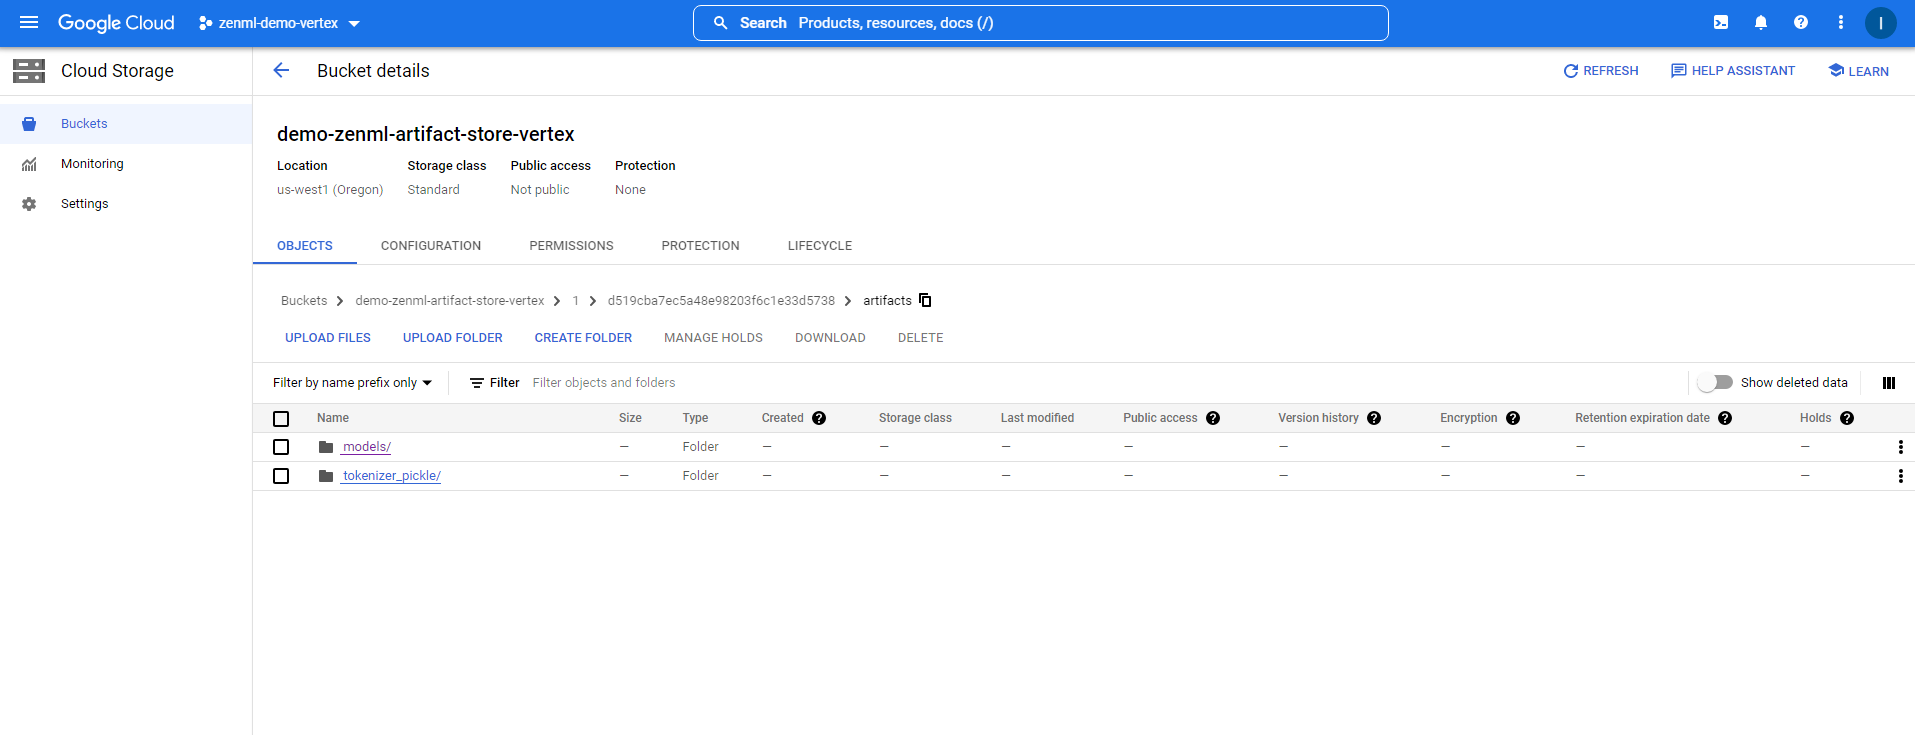 Google Cloud zenml-demo-vertex Search Products, resources, docs (/) I
Cloud Storage Bucket details REFRESH HELP ASSISTANT LEARN
Buckets
Monitoring
Settings
demo-zenml-artifact-store-vertex
Location Storage class Public access Protection
us-west1 (Oregon) Standard Not public None
OBJECTS CONFIGURATION PERMISSIONS PROTECTION LIFECYCLE
Buckets > demo-zenml-artifact-store-vertex > 1 > d519cba7ec5a48e98203f6c1e33d5738 > artifacts
UPLOAD FILES UPLOAD FOLDER CREATE FOLDER MANAGE HOLDS DOWNLOAD DELETE
Filter by name prefix only Filter Filter objects and folders Show deleted data
Name Size Type Created ? Storage class Last modified Public access ? Version history ? Encryption ? Retention expiration date ? Holds ?
models/ — Folder — — — — — — — —
tokenizer_pickle/ — Folder — — — — — — — —